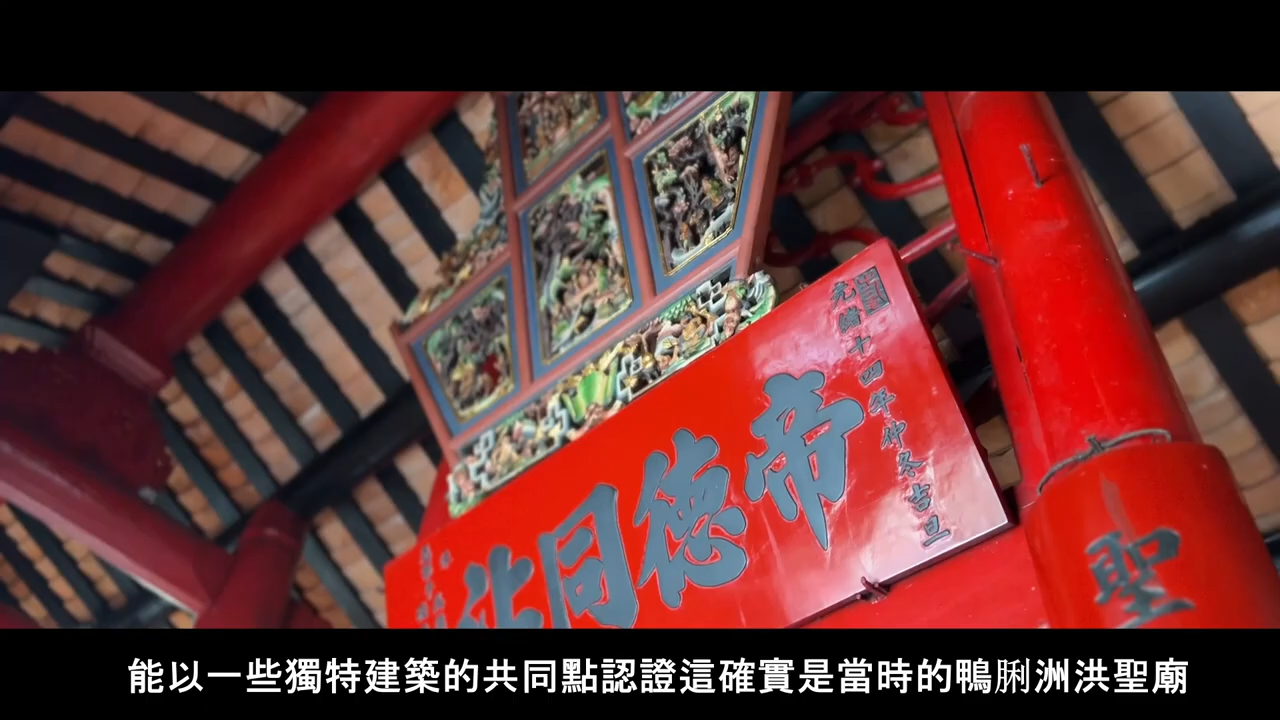 光緒十四年仲冬吉旦
帝德同
聖
能以一些獨特建築的共同點認證這確實是當時的鴨脷洲洪聖廟